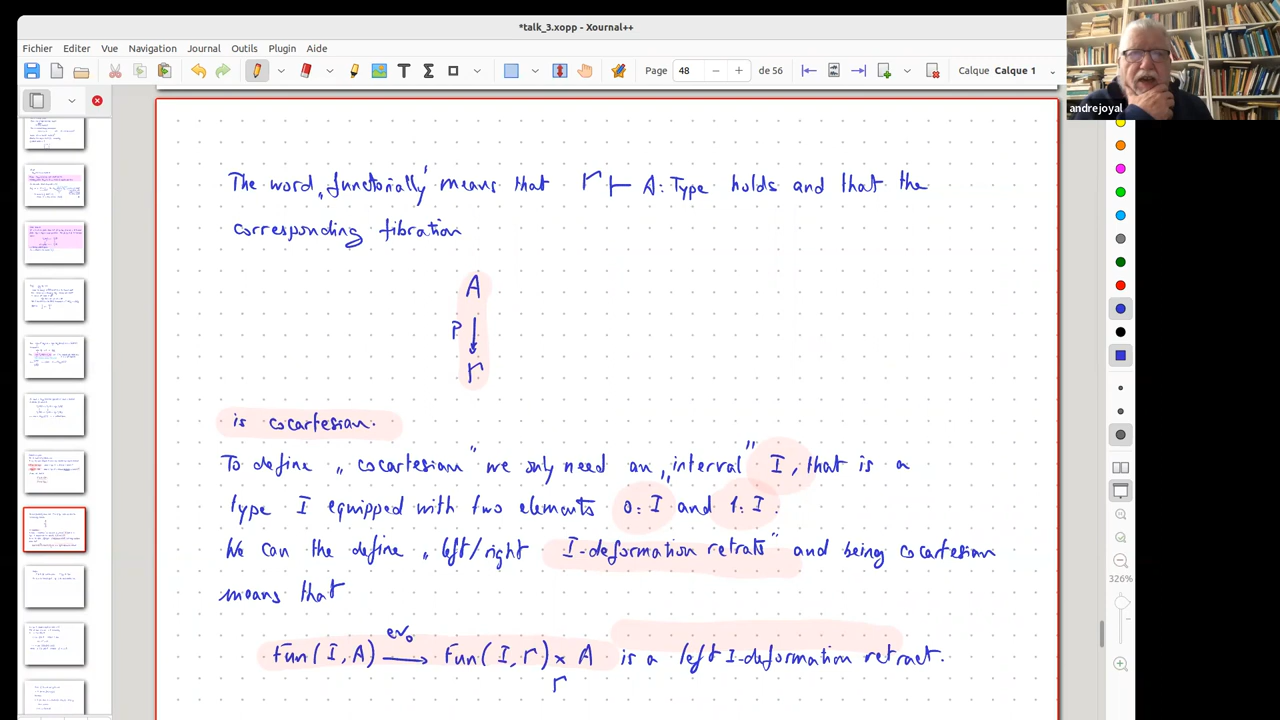 *talk_3.xopp - Xournal++
Fichier Editer Vue Navigation Journal Outils Plugin Aide
Page 48 de 56 Calque Calque 1
andrejoyal
The word „functorially" means that Γ ⊢ A: Type holds and that the
corresponding fibration
A
p
Γ
is cocartesian.
To define „cocartesian" we only need an „interval" I, that is a
type I equipped with two elements 0: I and 1: I.
We can the define „left/right I-deformation retrats" and being cocartesian
means that
Fun(I, A) ev₀ → Fun(I, Γ) × A is a left I-deformation retract.
Γ
326%